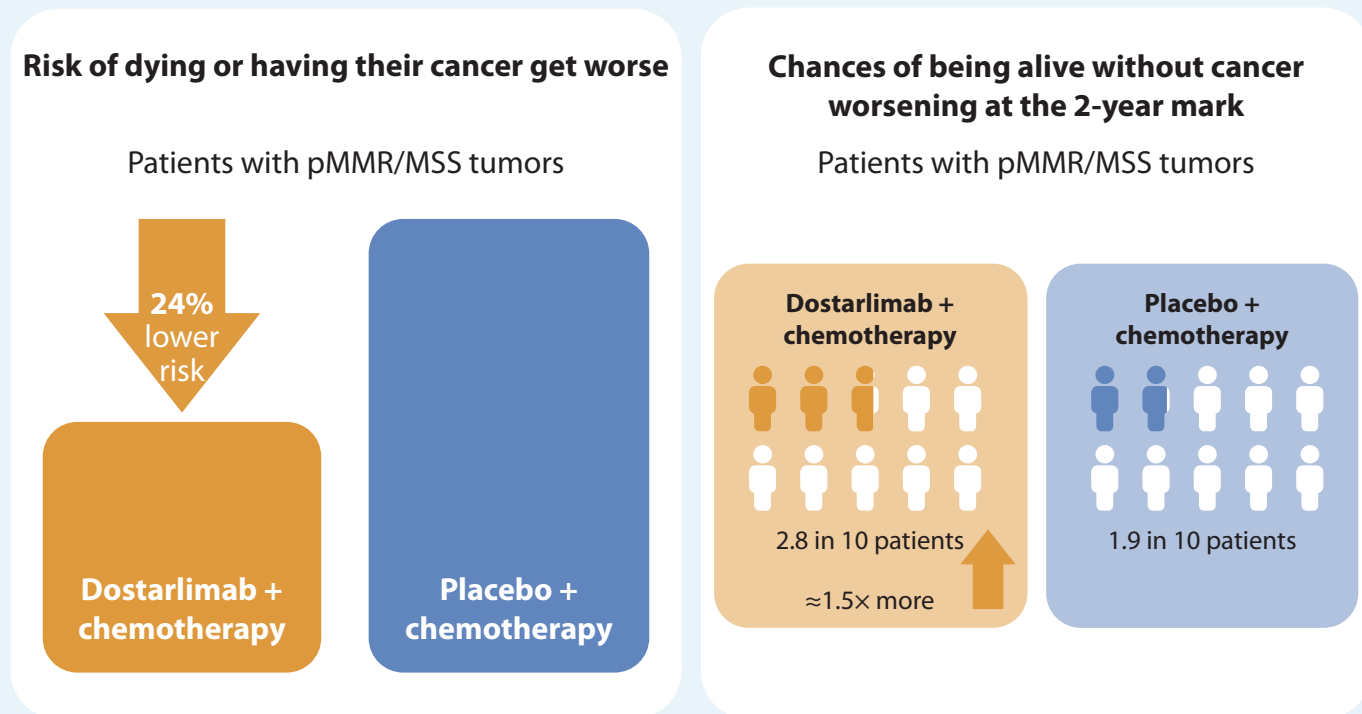 Risk of dying or having their cancer get worse
Patients with pMMR/MSS tumors
24%
lower
risk
Dostarlimab +
chemotherapy
Placebo +
chemotherapy
Chances of being alive without cancer
worsening at the 2-year mark
Patients with pMMR/MSS tumors
Dostarlimab +
chemotherapy
2.8 in 10 patients
≈1.5× more
Placebo +
chemotherapy
1.9 in 10 patients